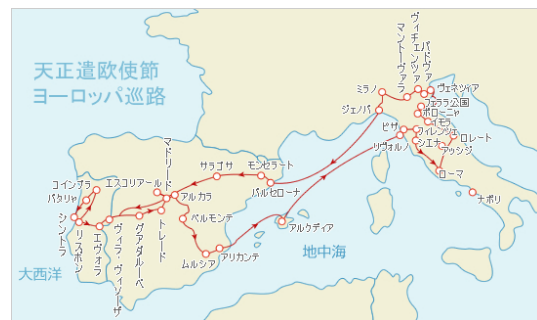 天正遣欧使節
ヨーロッパ巡路
ミラノ
マントーヴァ
ヴィチェンツァ
パドヴァ
ヴェネツィア
ヴァラ
ジェノバ
フェララ公国
ボローニャ
イモラ
フィレンツェ
ピサ
リヴォルノ
シエナ
ロレート
アッシジ
ローマ
ナポリ
マドリード
サラゴサ
モンセラート
バルセローナ
エスコリアール
アルカラ
コインブラ
バタリャ
シントラ
リスボン
エヴォラ
ヴィラ・ヴィソーザ
グアダルーペ
トレード
ベルモンテ
ムルシア
アリカンテ
アルクディア
地中海
大西洋